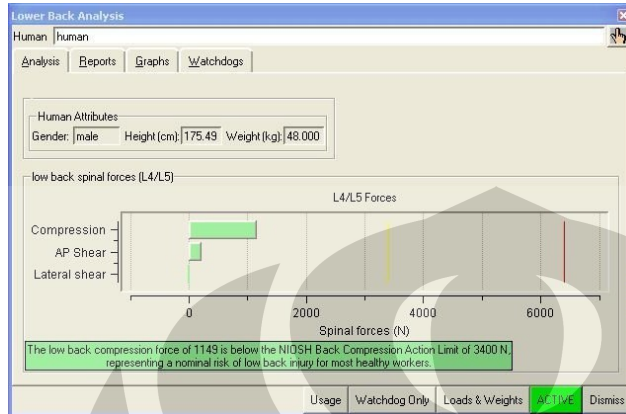 Lower Back Analysis
Human human
Analysis Reports Graphs Watchdogs
Human Attributes
Gender: male Height (cm): 175.49 Weight (kg): 48.000
low back spinal forces (L4/L5)
L4/L5 Forces
Compression
AP Shear
Lateral shear
0 2000 4000 6000
Spinal forces (N)
The low back compression force of 1149 is below the NIOSH Back Compression Action Limit of 3400 N,
representing a nominal risk of low back injury for most healthy workers.
Usage Watchdog Only Loads & Weights ACTIVE Dismiss